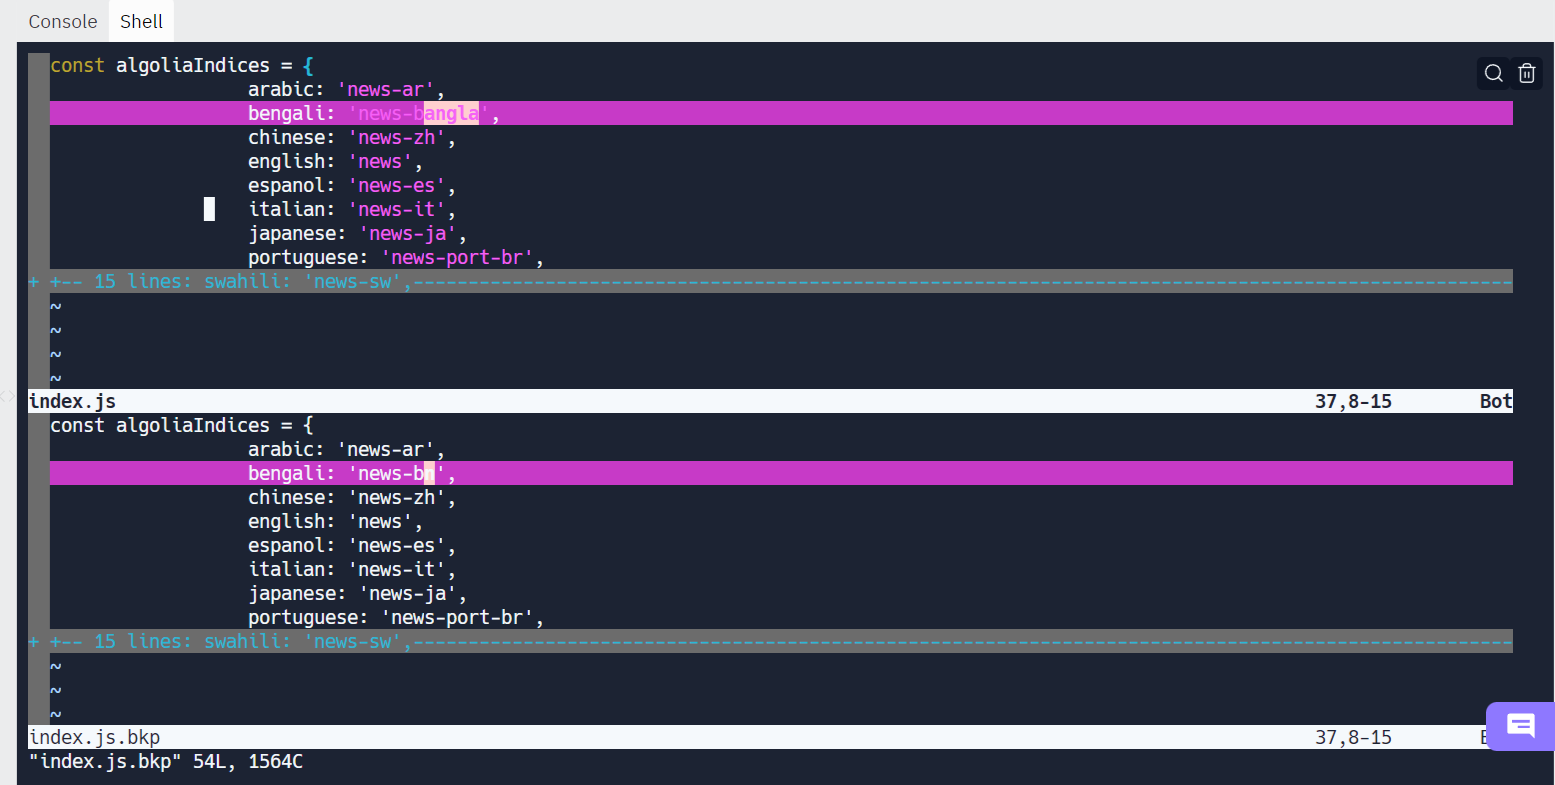 Console Shell
const algoliaIndices = {
arabic: 'news-ar',
bengali: 'news-bangla',
chinese: 'news-zh',
english: 'news',
espanol: 'news-es',
italian: 'news-it',
japanese: 'news-ja',
portuguese: 'news-port-br',
+ +-- 15 lines: swahili: 'news-sw',----------------------------------------------------------------------------------------------------
~
~
~
~
index.js 37,8-15 Bot
const algoliaIndices = {
arabic: 'news-ar',
bengali: 'news-bn',
chinese: 'news-zh',
english: 'news',
espanol: 'news-es',
italian: 'news-it',
japanese: 'news-ja',
portuguese: 'news-port-br',
+ +-- 15 lines: swahili: 'news-sw',----------------------------------------------------------------------------------------------------
~
~
~
index.js.bkp 37,8-15
"index.js.bkp" 54L, 1564C